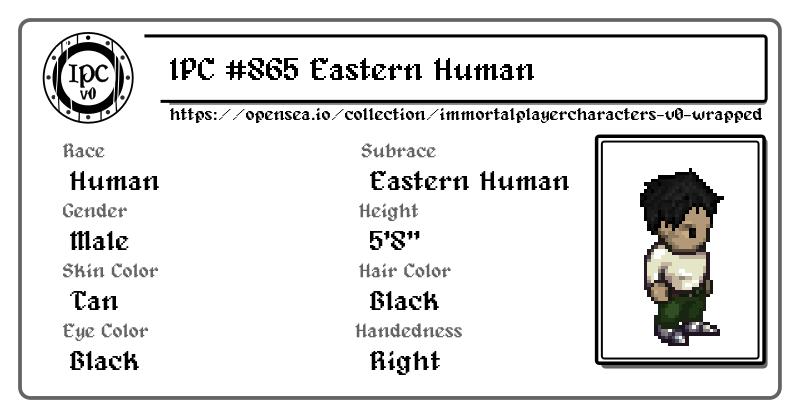 IPC
v0
IPC #865 Eastern Human
https://opensea.io/collection/immortalplayercharacters-v0-wrapped
Race
Human
Subrace
Eastern Human
Gender
Male
Height
5'8"
Skin Color
Tan
Hair Color
Black
Eye Color
Black
Handedness
Right